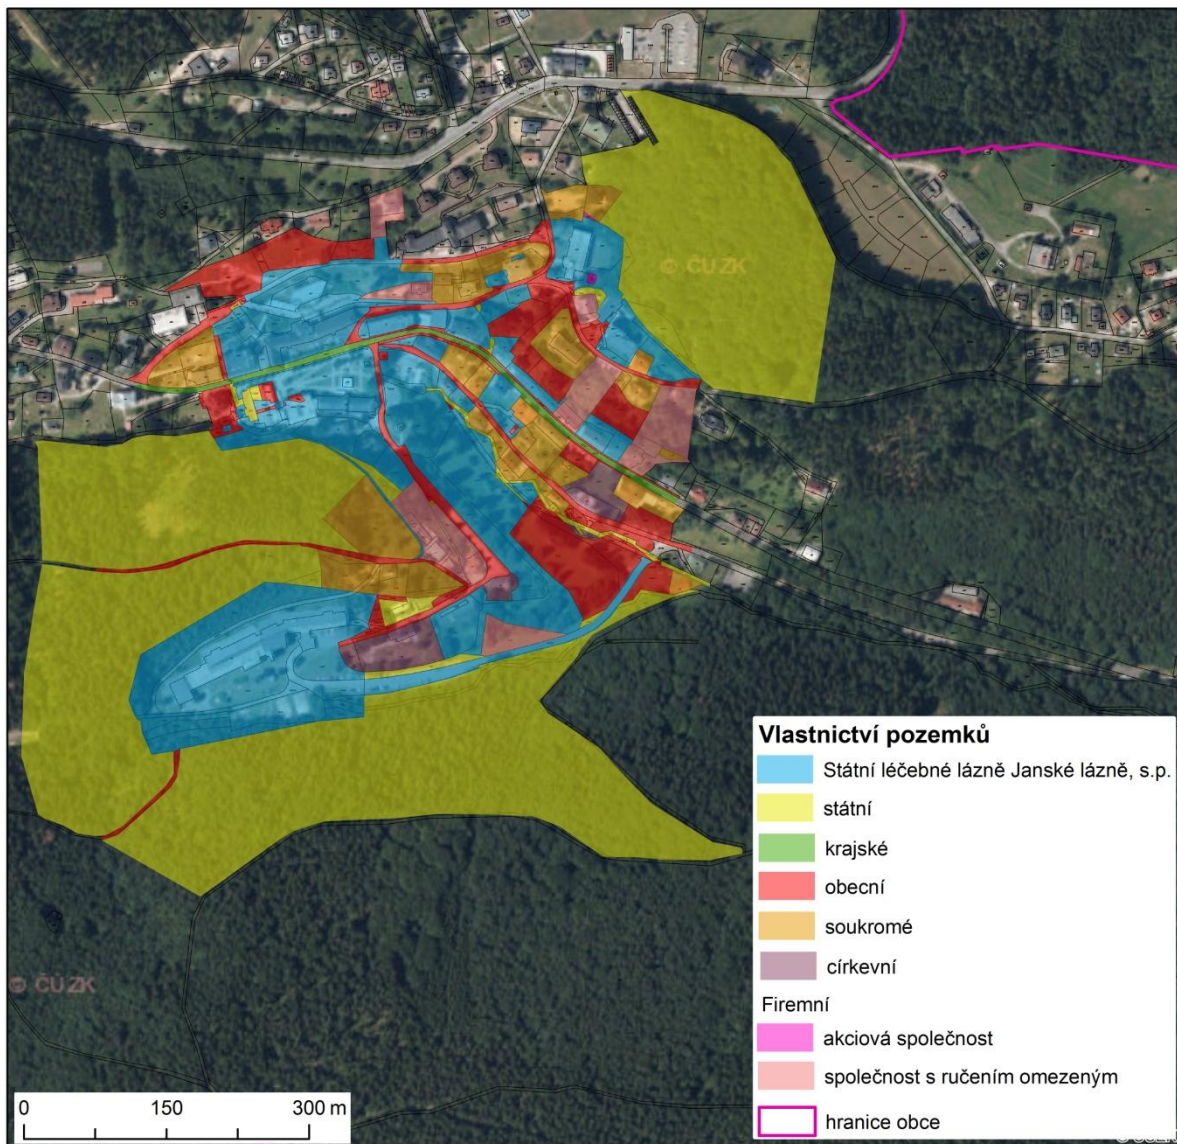 © ČÚZK
© ČÚZK
Vlastnictví pozemků
Státní léčebné lázně Janské lázně, s.p.
státní
krajské
obecní
soukromé
církevní
Firemní
akciová společnost
společnost s ručením omezeným
hranice obce
0 150 300 m